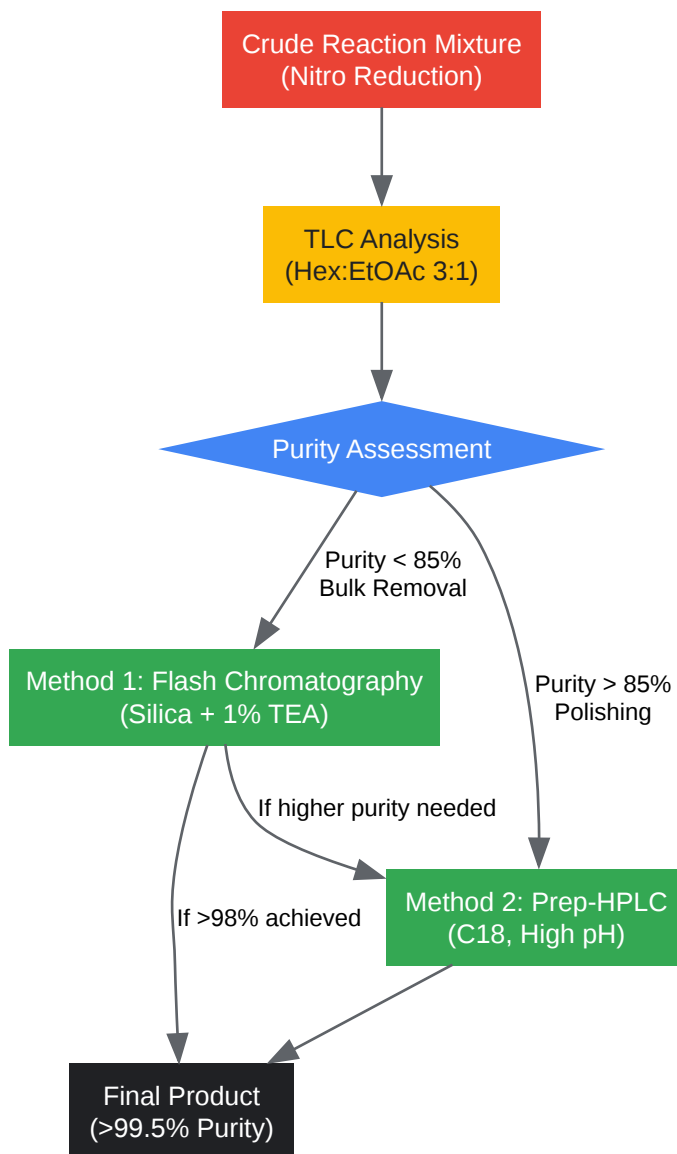 Crude Reaction Mixture
(Nitro Reduction)
TLC Analysis
(Hex:EtOAc 3:1)
Purity Assessment
Purity < 85%
Bulk Removal
Method 1: Flash Chromatography
(Silica + 1% TEA)
Purity > 85%
Polishing
If higher purity needed
Method 2: Prep-HPLC
(C18, High pH)
If >98% achieved
Final Product
(>99.5% Purity)